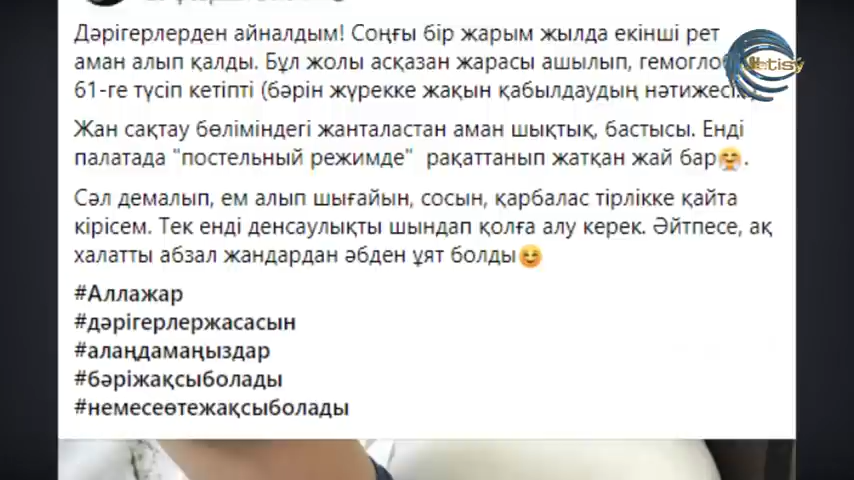 Дәрігерлерден айналдым! Соңғы бір жарым жылда екінші рет
аман алып қалды. Бұл жолы асқазан жарасы ашылып,
61-ге түсіп кетіпті (бәрін жүрекке жақын қабылдаудың
Жан сақтау бөліміндегі жанталастан аман шықтық, бастысы. Енді
палатада "постельный режимде" рақаттанып жатқан жай бар🤗.
Сәл демалып, ем алып шығайын, сосын, қарбалас тірлікке қайта
кірісем. Тек енді денсаулықты шындап қолға алу керек. Әйтпесе, ақ
халатты абзал жандардан әбден ұят болды😊
#Аллажар
#дәрігерлержасасын
#алаңдамаңыздар
#бәріжақсыболады
#немесеөтежақсыболады
Jetisý